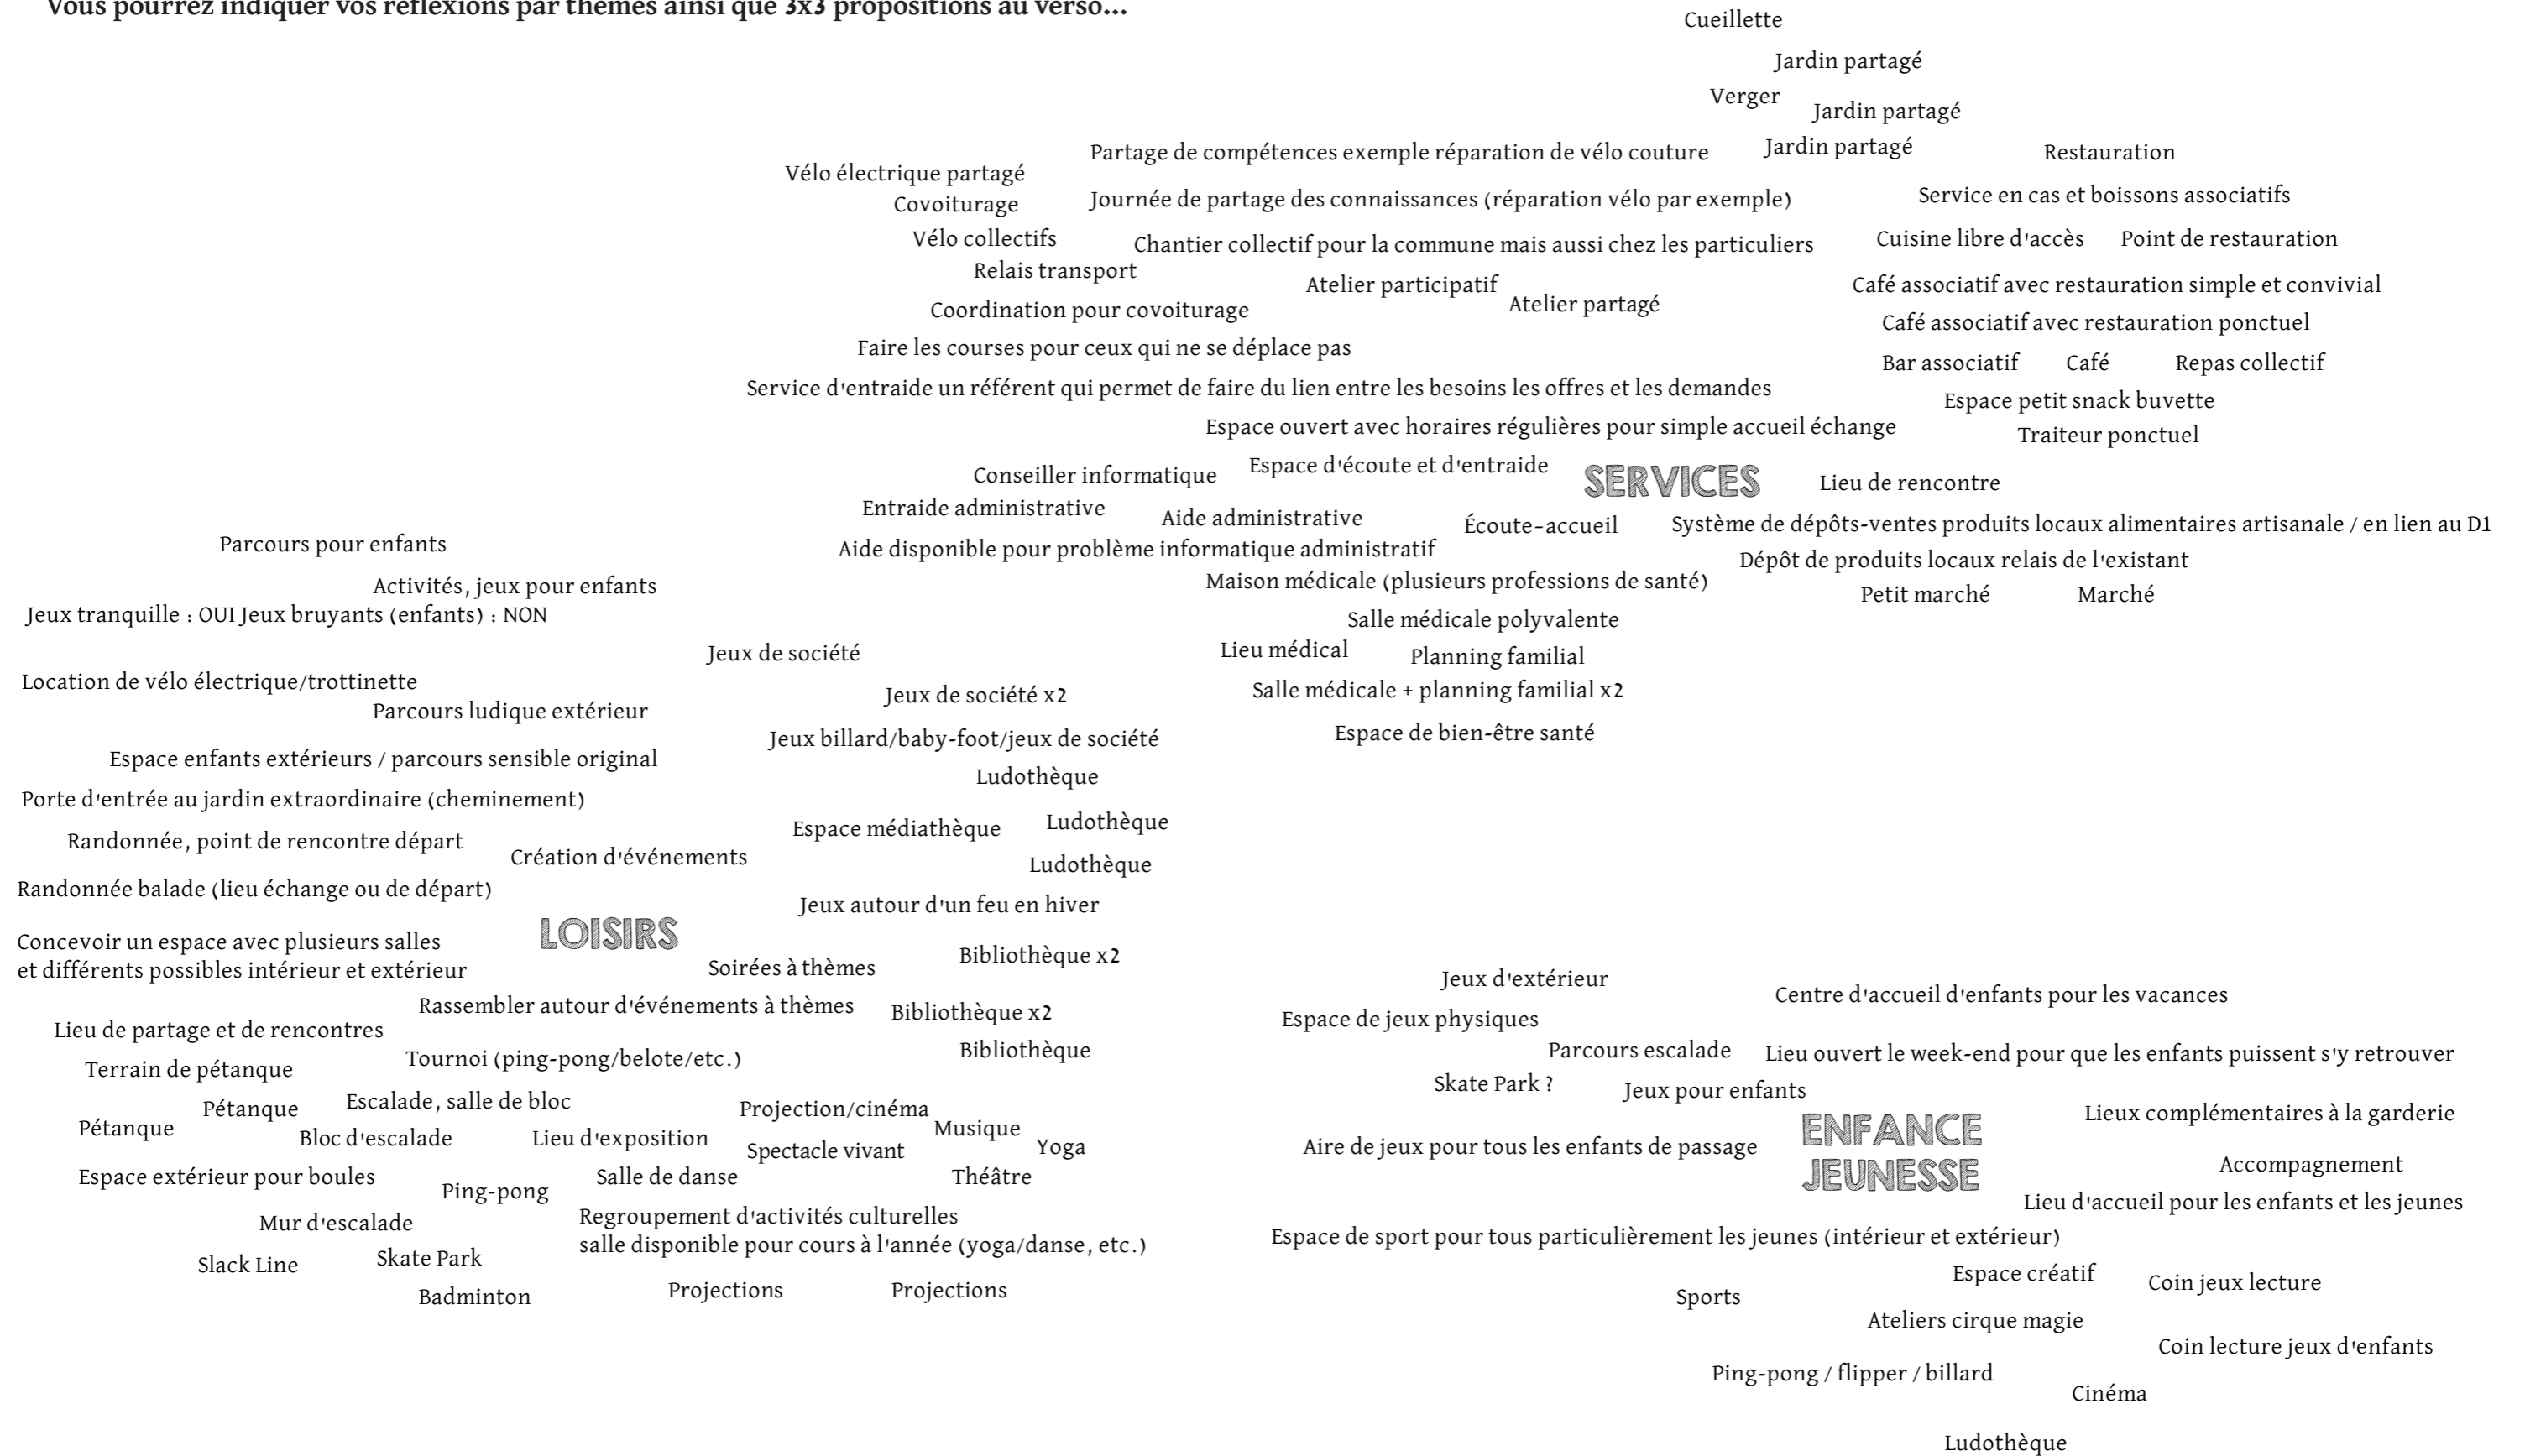 Vous pourrez indiquer vos réflexions par thèmes ainsi que 3x3 propositions au verso...
Cueillette
Jardin partagé
Verger
Jardin partagé
Jardin partagé
Partage de compétences exemple réparation de vélo couture
Restauration
Vélo électrique partagé
Journée de partage des connaissances (réparation vélo par exemple)
Service en cas et boissons associatifs
Covoiturage
Vélo collectifs
Chantier collectif pour la commune mais aussi chez les particuliers
Cuisine libre d'accès
Point de restauration
Relais transport
Atelier participatif
Atelier partagé
Café associatif avec restauration simple et convivial
Coordination pour covoiturage
Café associatif avec restauration ponctuel
Faire les courses pour ceux qui ne se déplace pas
Bar associatif
Café
Repas collectif
Service d'entraide un référent qui permet de faire du lien entre les besoins les offres et les demandes
Espace petit snack buvette
Espace ouvert avec horaires régulières pour simple accueil échange
Traiteur ponctuel
Conseiller informatique
Espace d'écoute et d'entraide
SERVICES
Lieu de rencontre
Entraide administrative
Aide administrative
Écoute-accueil
Système de dépôts-ventes produits locaux alimentaires artisanale / en lien au D1
Aide disponible pour problème informatique administratif
Dépôt de produits locaux relais de l'existant
Maison médicale (plusieurs professions de santé)
Petit marché
Marché
Salle médicale polyvalente
Lieu médical
Planning familial
Salle médicale + planning familial x2
Espace de bien-être santé
Parcours pour enfants
Activités, jeux pour enfants
Jeux tranquille : OUI Jeux bruyants (enfants) : NON
Jeux de société
Location de vélo électrique/trottinette
Jeux de société x2
Parcours ludique extérieur
Jeux billard/baby-foot/jeux de société
Espace enfants extérieurs / parcours sensible original
Ludothèque
Porte d'entrée au jardin extraordinaire (cheminement)
Espace médiathèque
Ludothèque
Randonnée, point de rencontre départ
Création d'événements
Ludothèque
Randonnée balade (lieu échange ou de départ)
Jeux autour d'un feu en hiver
LOISIRS
Concevoir un espace avec plusieurs salles
et différents possibles intérieur et extérieur
Bibliothèque x2
Soirées à thèmes
Rassembler autour d'événements à thèmes
Bibliothèque x2
Lieu de partage et de rencontres
Tournoi (ping-pong/belote/etc.)
Bibliothèque
Terrain de pétanque
Pétanque
Escalade, salle de bloc
Projection/cinéma
Pétanque
Bloc d'escalade
Lieu d'exposition
Musique
Spectacle vivant
Yoga
Espace extérieur pour boules
Ping-pong
Salle de danse
Théâtre
Mur d'escalade
Regroupement d'activités culturelles
salle disponible pour cours à l'année (yoga/danse, etc.)
Slack Line
Skate Park
Badminton
Projections
Projections
Jeux d'extérieur
Centre d'accueil d'enfants pour les vacances
Espace de jeux physiques
Parcours escalade
Lieu ouvert le week-end pour que les enfants puissent s'y retrouver
Skate Park ?
Jeux pour enfants
Lieux complémentaires à la garderie
ENFANCE
JEUNESSE
Aire de jeux pour tous les enfants de passage
Accompagnement
Lieu d'accueil pour les enfants et les jeunes
Espace de sport pour tous particulièrement les jeunes (intérieur et extérieur)
Espace créatif
Coin jeux lecture
Sports
Ateliers cirque magie
Coin lecture jeux d'enfants
Ping-pong / flipper / billard
Cinéma
Ludothèque